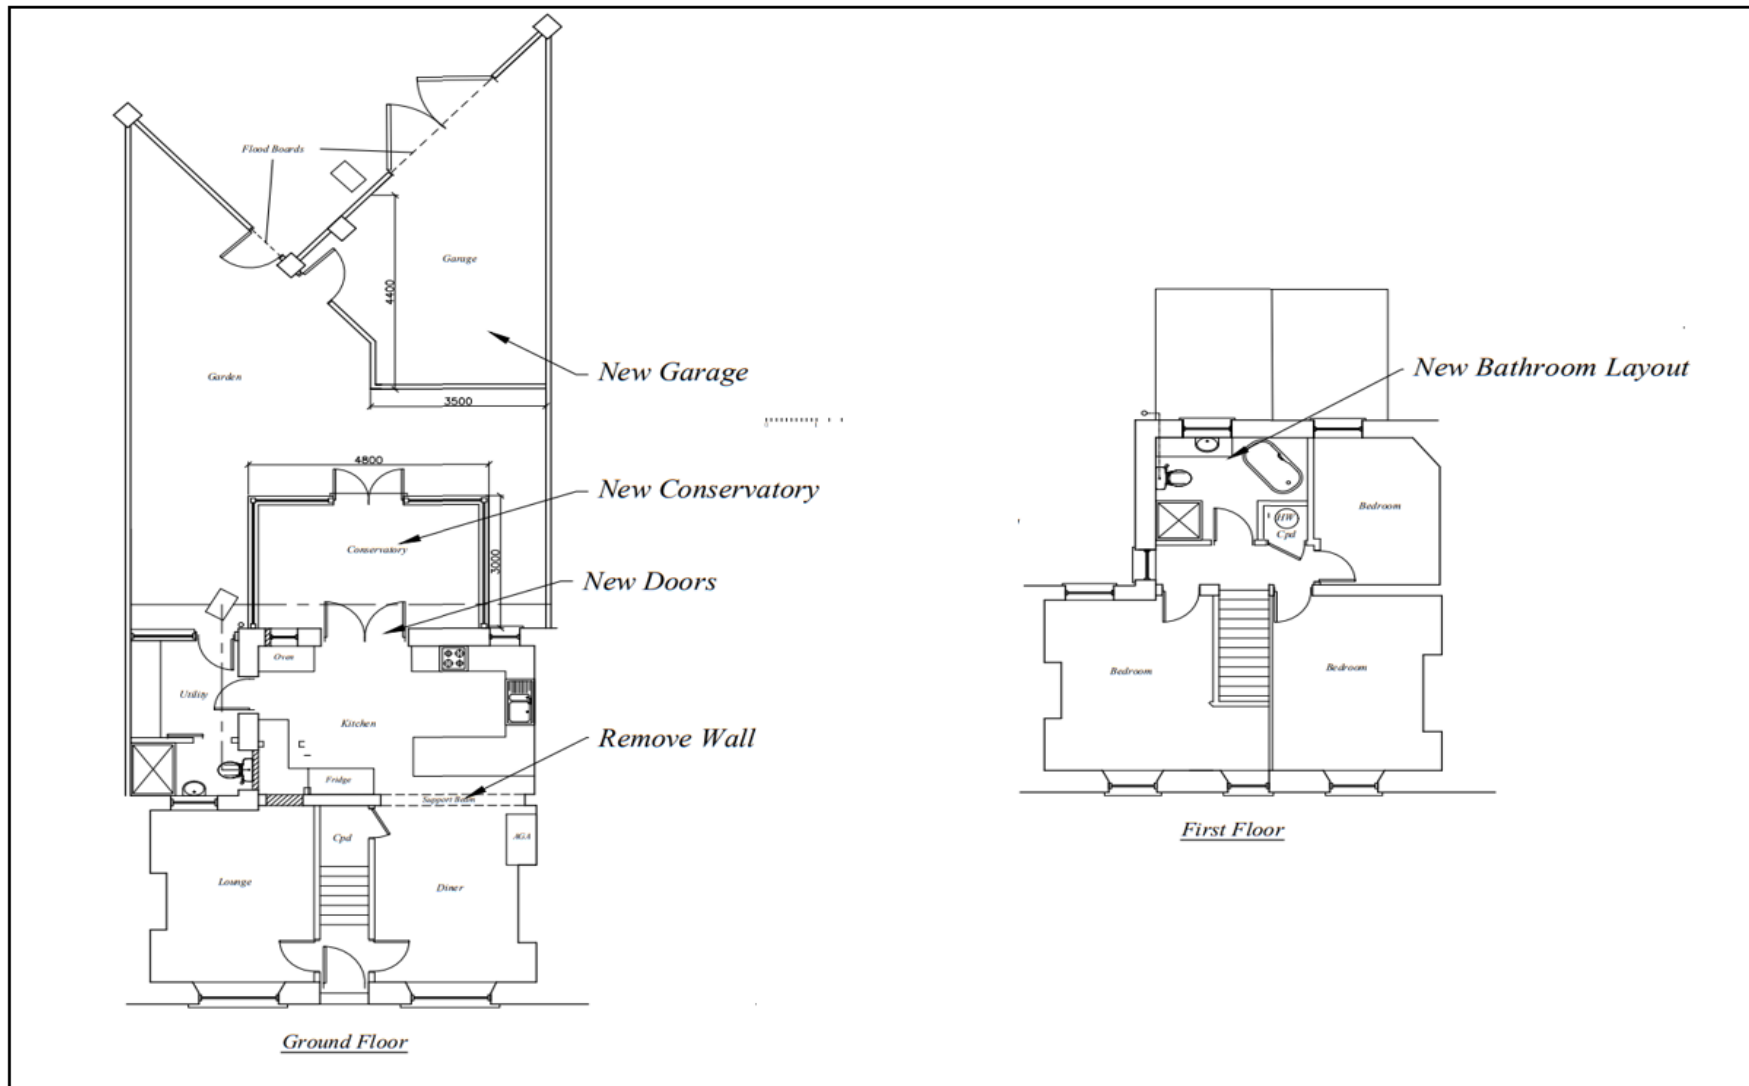 Flood Boards
Garage
4400
New Garage
Garden
3500
4800
New Conservatory
Conservatory
3000
New Doors
Oven
Utility
Kitchen
Remove Wall
Fridge
Support Beam
Cpd
AGA
Lounge
Diner
Ground Floor
New Bathroom Layout
Bedroom
HW
Cpd
Bedroom
Bedroom
First Floor